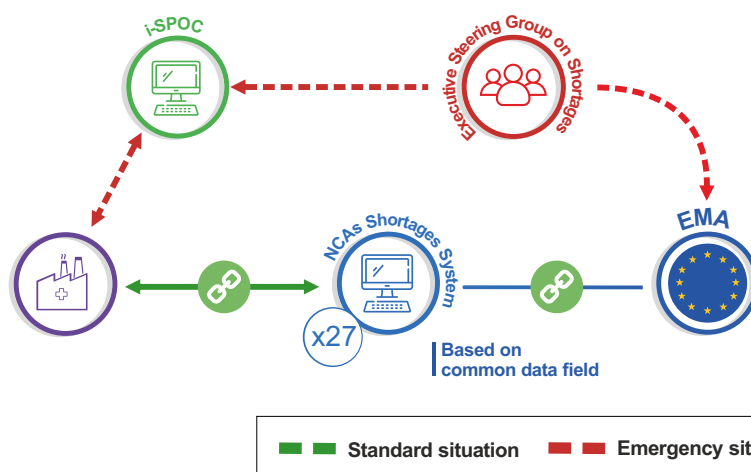 i-SPOC
Executive Steering Group on Shortages
EMA
NCAs Shortages System
x27
Based on
common data field
Standard situation
Emergency sit